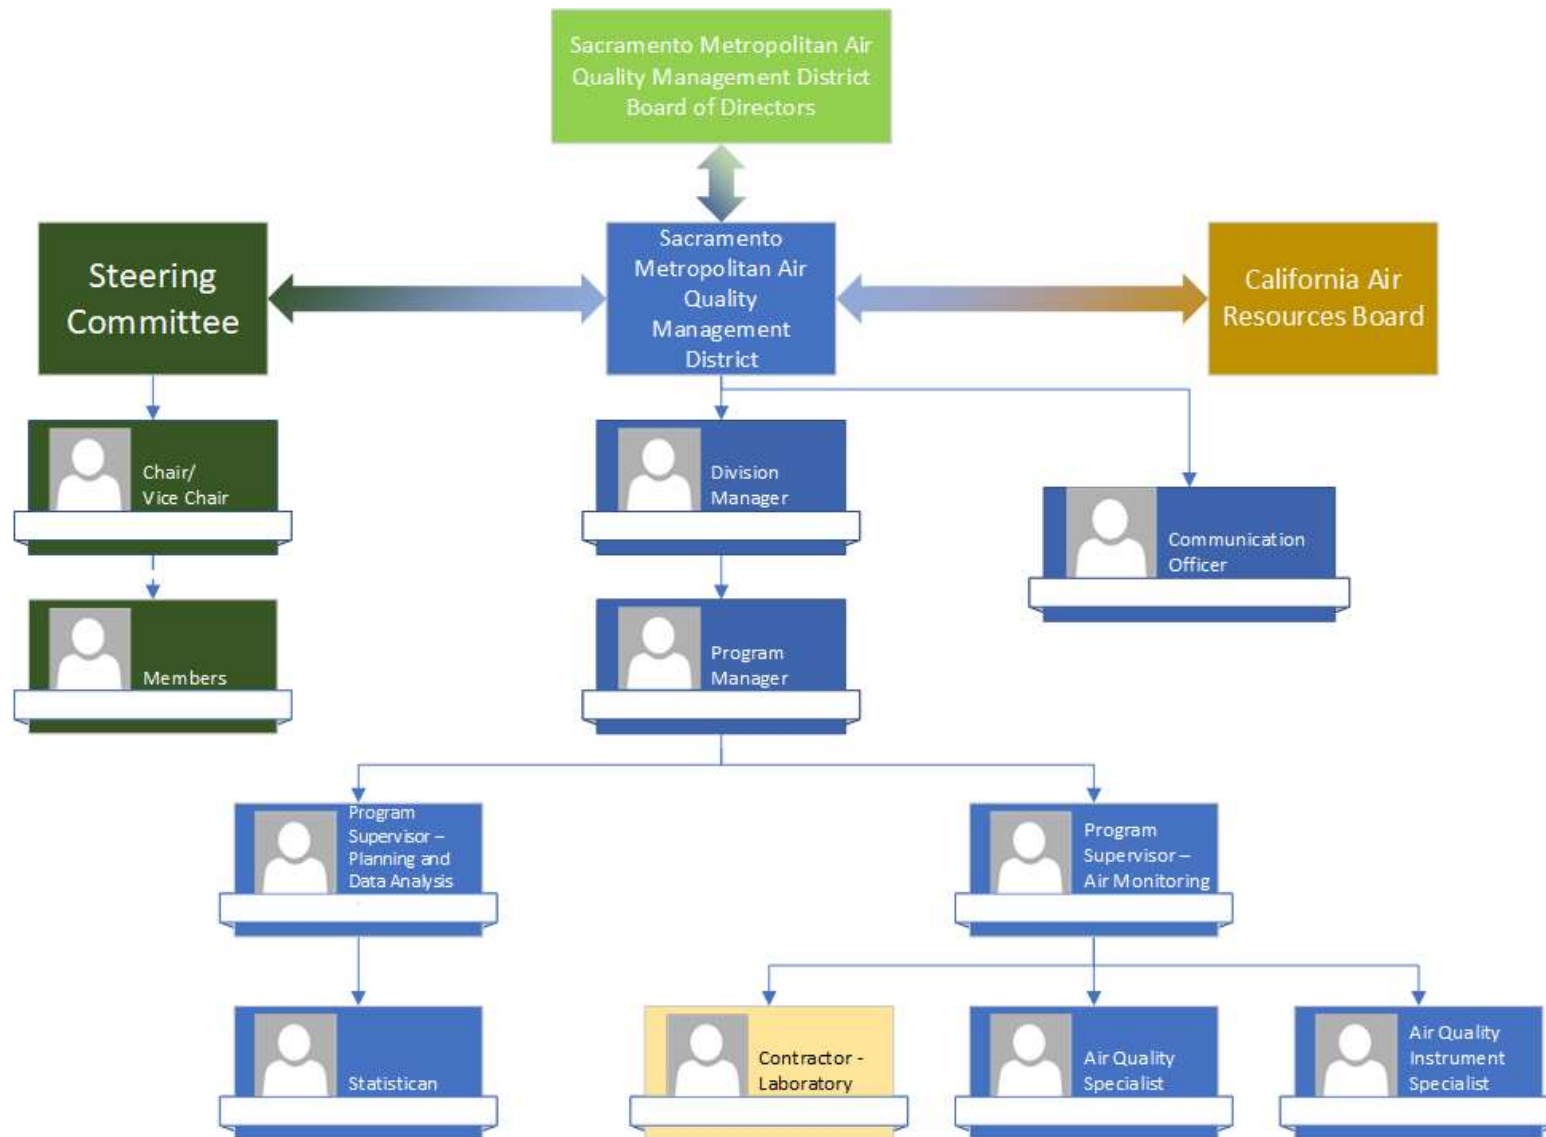 Sacramento Metropolitan Air
Quality Management District
Board of Directors
Steering
Committee
Sacramento
Metropolitan Air
Quality
Management
District
California Air
Resources Board
Chair/
Vice Chair
Division
Manager
Communication
Officer
Members
Program
Manager
Program
Supervisor –
Planning and
Data Analysis
Program
Supervisor –
Air Monitoring
Statistican
Contractor -
Laboratory
Air Quality
Specialist
Air Quality
Instrument
Specialist